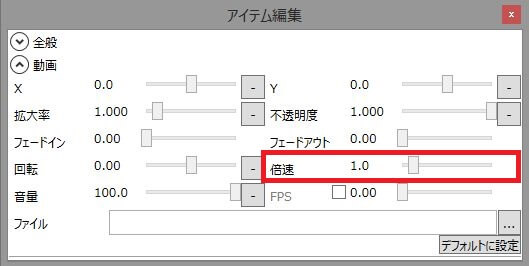 アイテム編集
全般
動画
X 0.0 - Y 0.0 -
拡大率 1.000 - 不透明度 1.000 -
フェードイン 0.00 フェードアウト 0.00
回転 0.00 - 倍速 1.0
音量 100.0 - FPS 0.00
ファイル ...
デフォルトに設定